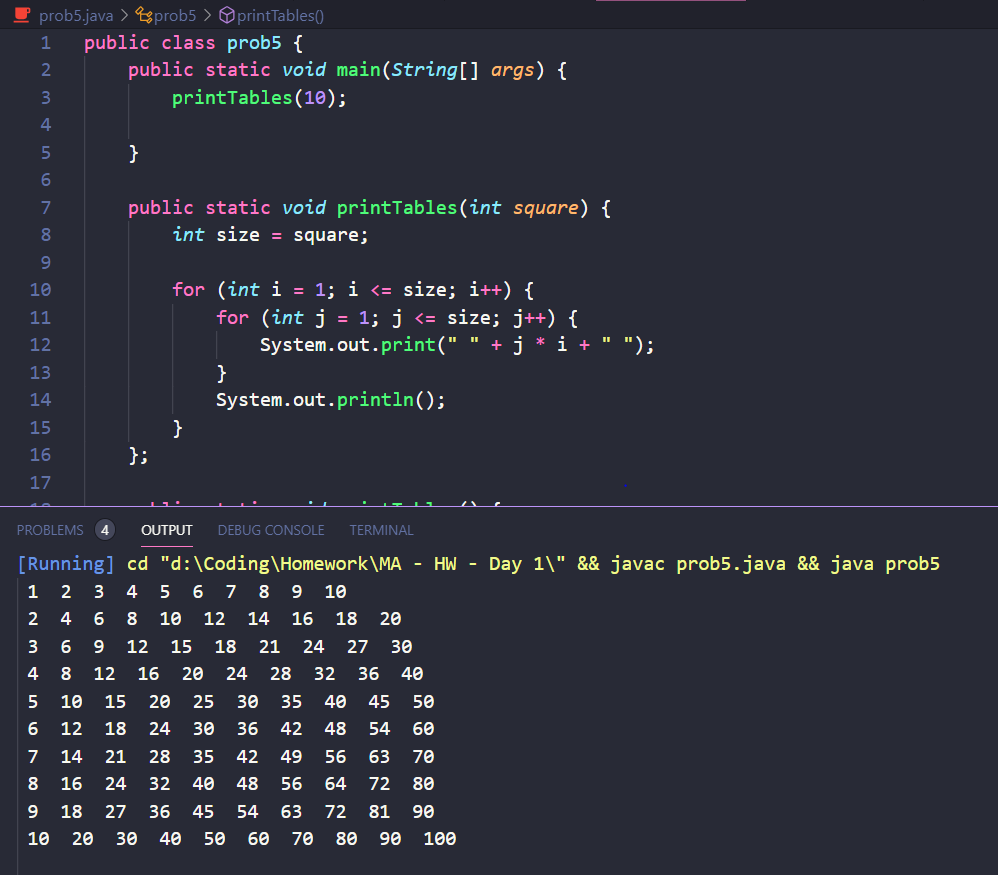 prob5.java > prob5 > printTables()
1 public class prob5 {
2     public static void main(String[] args) {
3         printTables(10);
4
5     }
6
7     public static void printTables(int square) {
8         int size = square;
9
10         for (int i = 1; i <= size; i++) {
11             for (int j = 1; j <= size; j++) {
12                 System.out.print(" " + j * i + " ");
13             }
14             System.out.println();
15         }
16     };
17
PROBLEMS 4 OUTPUT DEBUG CONSOLE TERMINAL
[Running] cd "d:\Coding\Homework\MA - HW - Day 1\" && javac prob5.java && java prob5
 1  2  3  4  5  6  7  8  9  10
 2  4  6  8  10  12  14  16  18  20
 3  6  9  12  15  18  21  24  27  30
 4  8  12  16  20  24  28  32  36  40
 5  10  15  20  25  30  35  40  45  50
 6  12  18  24  30  36  42  48  54  60
 7  14  21  28  35  42  49  56  63  70
 8  16  24  32  40  48  56  64  72  80
 9  18  27  36  45  54  63  72  81  90
 10  20  30  40  50  60  70  80  90  100